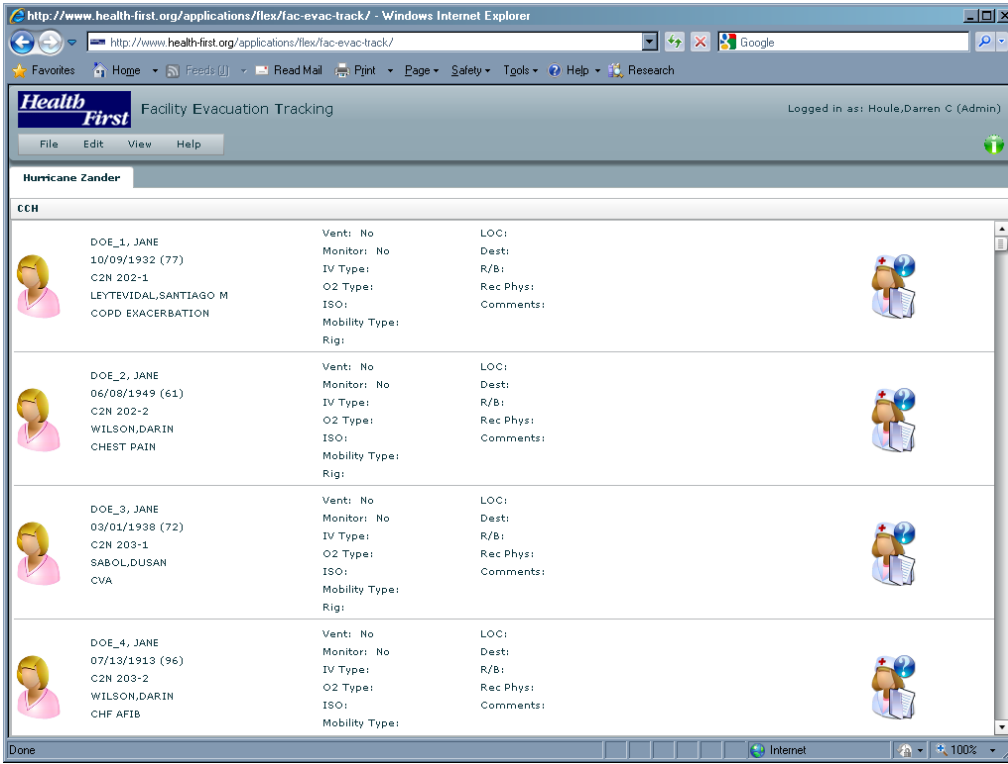 http://www.health-first.org/applications/flex/fac-evac-track/ - Windows Internet Explorer
http://www.health-first.org/applications/flex/fac-evac-track/
Google
Favorites Home Feeds (J) Read Mail Print Page Safety Tools Help Research
Health First Facility Evacuation Tracking Logged in as: Houle,Darren C (Admin)
File Edit View Help
Hurricane Zander
CCH
DOE_1, JANE
10/09/1932 (77)
C2N 202-1
LEYTEVIDAL,SANTIAGO M
COPD EXACERBATION
Vent: No
Monitor: No
IV Type:
O2 Type:
ISO:
Mobility Type:
Rig:
LOC:
Dest:
R/B:
Rec Phys:
Comments:
DOE_2, JANE
06/08/1949 (61)
C2N 202-2
WILSON,DARIN
CHEST PAIN
Vent: No
Monitor: No
IV Type:
O2 Type:
ISO:
Mobility Type:
Rig:
LOC:
Dest:
R/B:
Rec Phys:
Comments:
DOE_3, JANE
03/01/1938 (72)
C2N 203-1
SABOL,DUSAN
CVA
Vent: No
Monitor: No
IV Type:
O2 Type:
ISO:
Mobility Type:
Rig:
LOC:
Dest:
R/B:
Rec Phys:
Comments:
DOE_4, JANE
07/13/1913 (96)
C2N 203-2
WILSON,DARIN
CHF AFIB
Vent: No
Monitor: No
IV Type:
O2 Type:
ISO:
Mobility Type:
LOC:
Dest:
R/B:
Rec Phys:
Comments:
Done Internet 100%